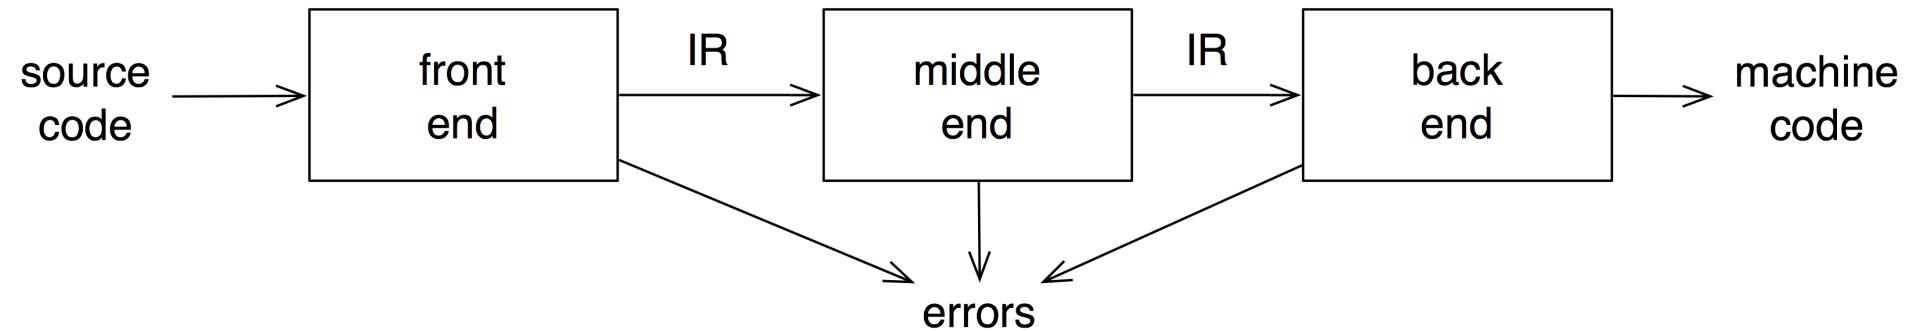 source
code
front
end
IR
middle
end
IR
back
end
machine
code
errors